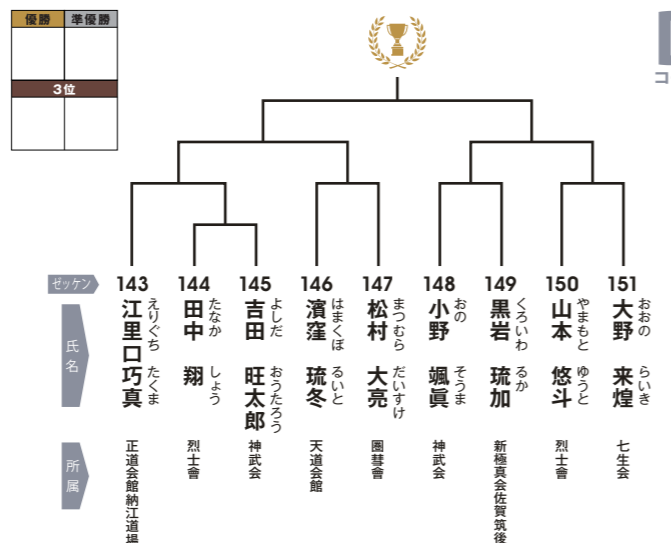 優勝 準優勝
3位
コ
ゼッケン 143 144 145 146 147 148 149 150 151
氏名
江里口 巧真 えりぐち たくま
田中 翔 たなか しょう
吉田 旺太郎 よしだ おうたろう
濱窪 琉冬 はまくぼ るいと
松村 大亮 まつむら だいすけ
小野 颯眞 おの そうま
黒岩 琉加 くろいわ るか
山本 悠斗 やまもと ゆうと
大野 来煌 おおの らいき
所属
正道会館納江道場
烈士會
神武会
天道会館
圏彗會
神武会
新極真会佐賀筑後
烈士會
七生会